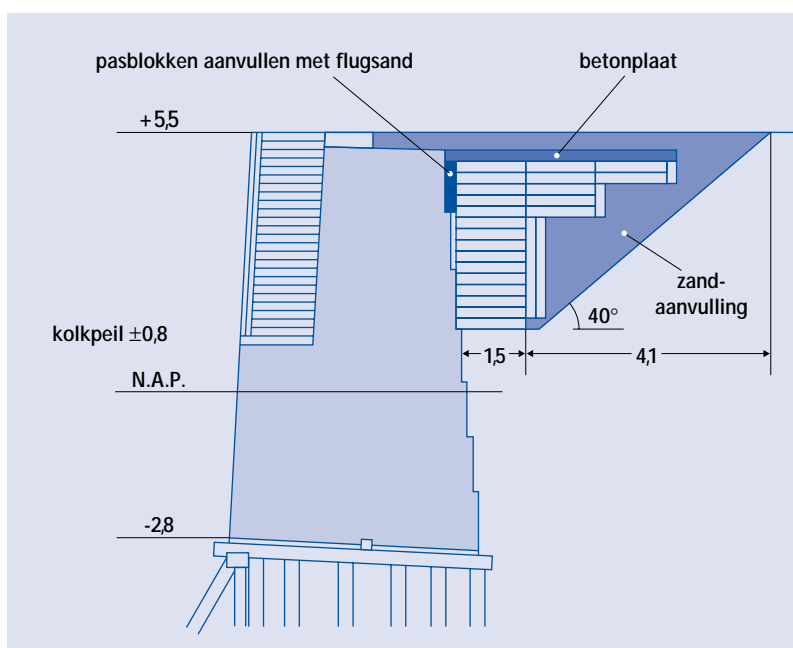 pasblokken aanvullen met flugsand
betonplaat
+5,5
zand-
aanvulling
40°
kolkpeil ±0,8
1,5
4,1
N.A.P.
-2,8